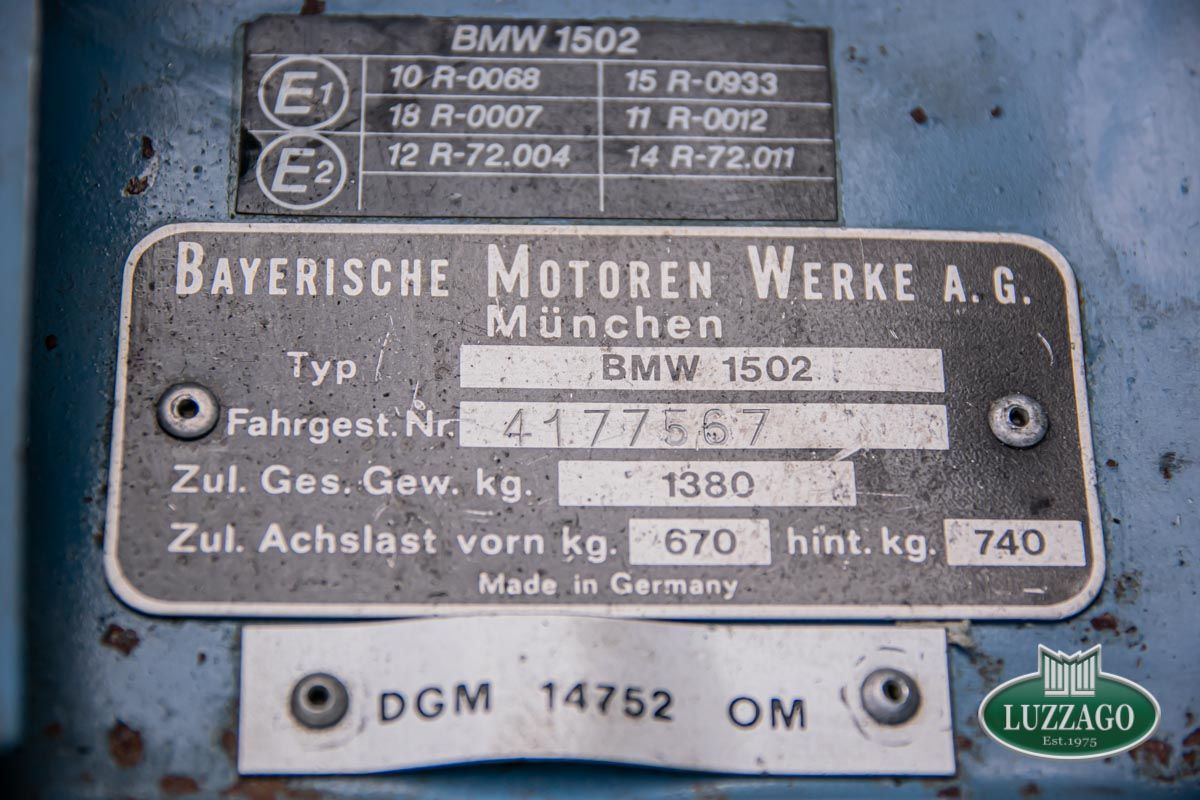 BMW 1502
E1 10 R-0068 15 R-0933
18 R-0007 11 R-0012
E2 12 R-72.004 14 R-72.011
BAYERISCHE MOTOREN WERKE A. G.
München
Typ BMW 1502
Fahrgest. Nr. 4177567
Zul. Ges. Gew. kg. 1380
Zul. Achslast vorn kg. 670 hint. kg. 740
Made in Germany
DGM 14752 OM
LUZZAGO
Est.1975